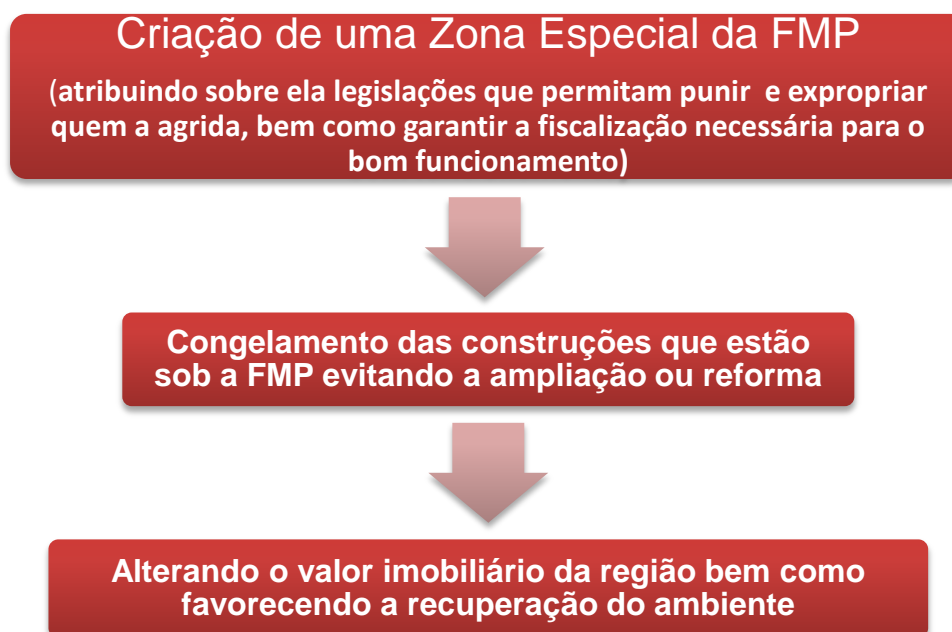 Criação de uma Zona Especial da FMP
(atribuindo sobre ela legislações que permitam punir e expropriar
quem a agrida, bem como garantir a fiscalização necessária para o
bom funcionamento)
Congelamento das construções que estão
sob a FMP evitando a ampliação ou reforma
Alterando o valor imobiliário da região bem como
favorecendo a recuperação do ambiente